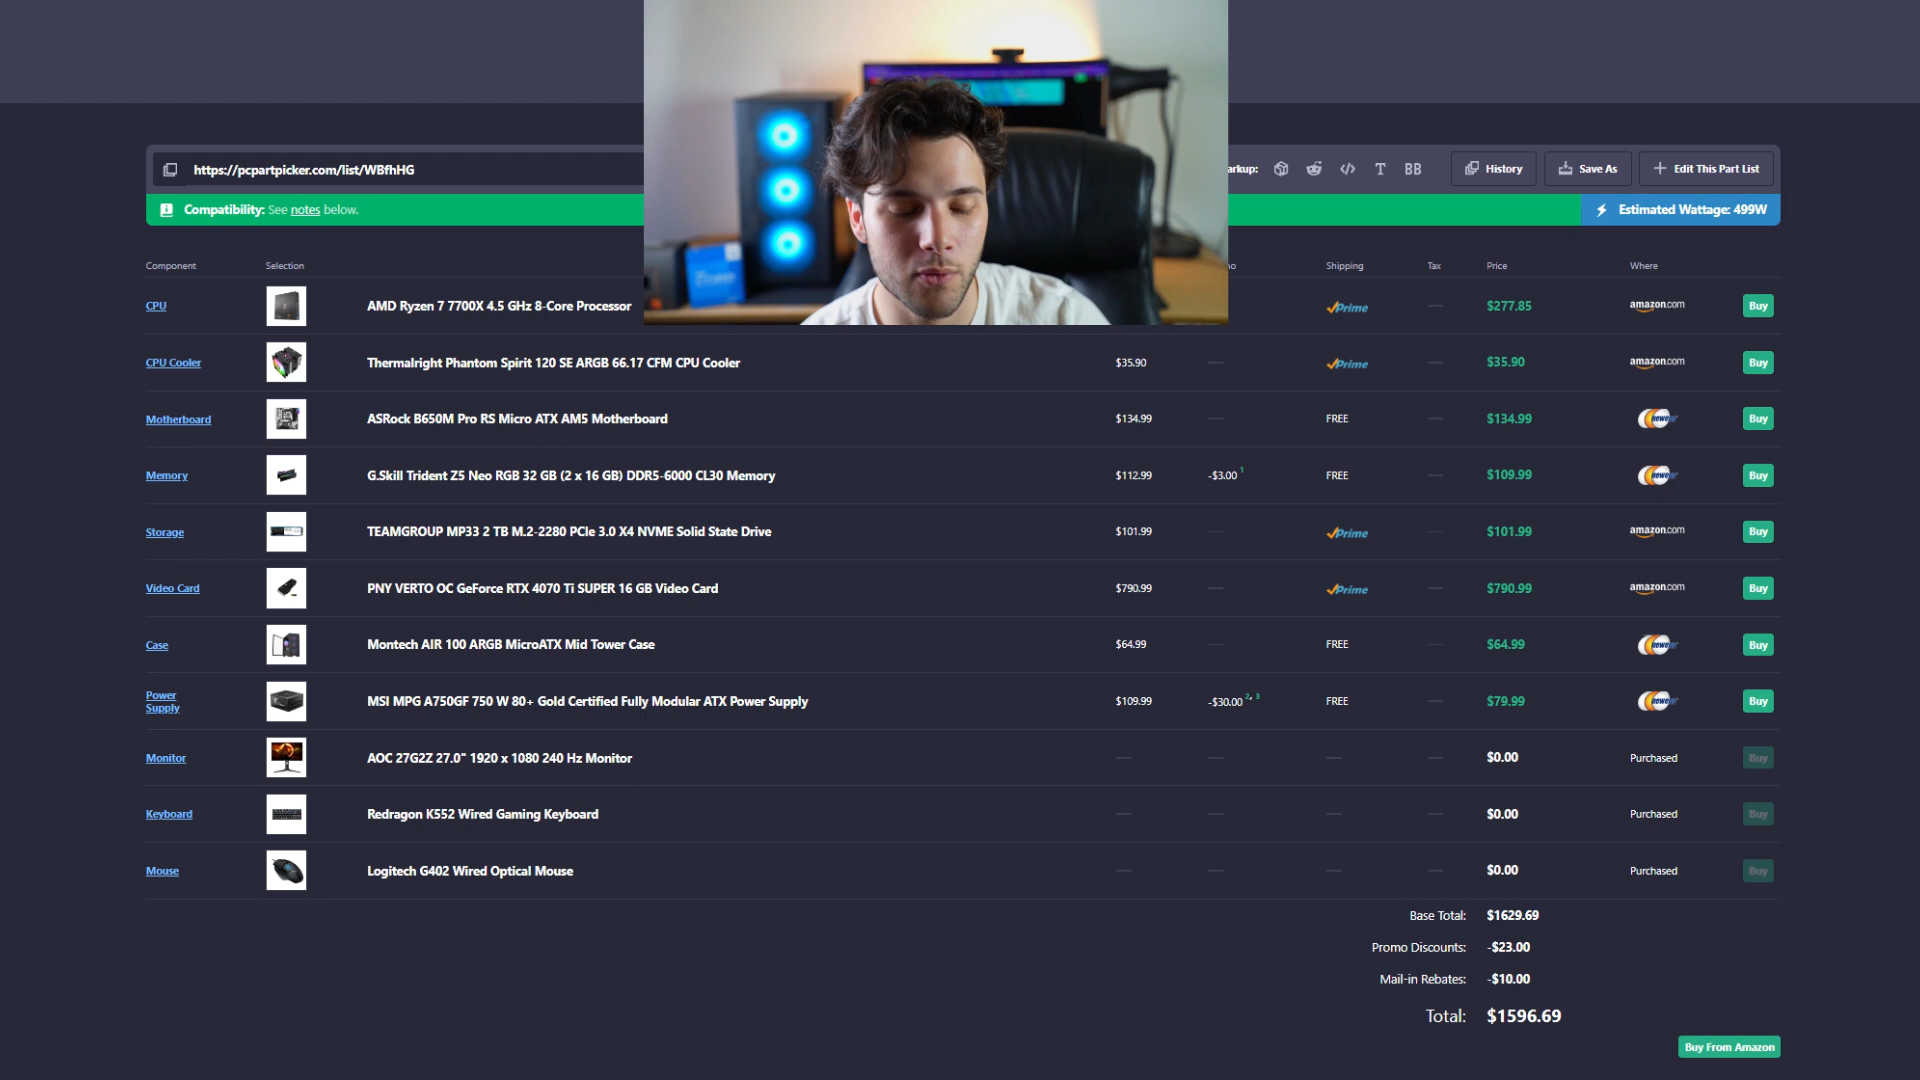 https://pcpartpicker.com/list/WBfhHG
arkup:
T
BB
History
Save As
Edit This Part List
Compatibility: See notes below.
Estimated Wattage: 499W
Component Selection Shipping Tax Price Where
CPU AMD Ryzen 7 7700X 4.5 GHz 8-Core Processor Prime — $277.85 amazon.com Buy
CPU Cooler Thermalright Phantom Spirit 120 SE ARGB 66.17 CFM CPU Cooler $35.90 — Prime — $35.90 amazon.com Buy
Motherboard ASRock B650M Pro RS Micro ATX AM5 Motherboard $134.99 — FREE — $134.99 newegg Buy
Memory G.Skill Trident Z5 Neo RGB 32 GB (2 x 16 GB) DDR5-6000 CL30 Memory $112.99 -$3.00 1 FREE — $109.99 newegg Buy
Storage TEAMGROUP MP33 2 TB M.2-2280 PCIe 3.0 X4 NVME Solid State Drive $101.99 — Prime — $101.99 amazon.com Buy
Video Card PNY VERTO OC GeForce RTX 4070 Ti SUPER 16 GB Video Card $790.99 — Prime — $790.99 amazon.com Buy
Case Montech AIR 100 ARGB MicroATX Mid Tower Case $64.99 — FREE — $64.99 newegg Buy
Power
Supply MSI MPG A750GF 750 W 80+ Gold Certified Fully Modular ATX Power Supply $109.99 -$30.00 2, 3 FREE — $79.99 newegg Buy
Monitor AOC 27G2Z 27.0" 1920 x 1080 240 Hz Monitor — — — — $0.00 Purchased Buy
Keyboard Redragon K552 Wired Gaming Keyboard — — — — $0.00 Purchased Buy
Mouse Logitech G402 Wired Optical Mouse — — — — $0.00 Purchased Buy
Base Total: $1629.69
Promo Discounts: -$23.00
Mail-in Rebates: -$10.00
Total: $1596.69
Buy From Amazon